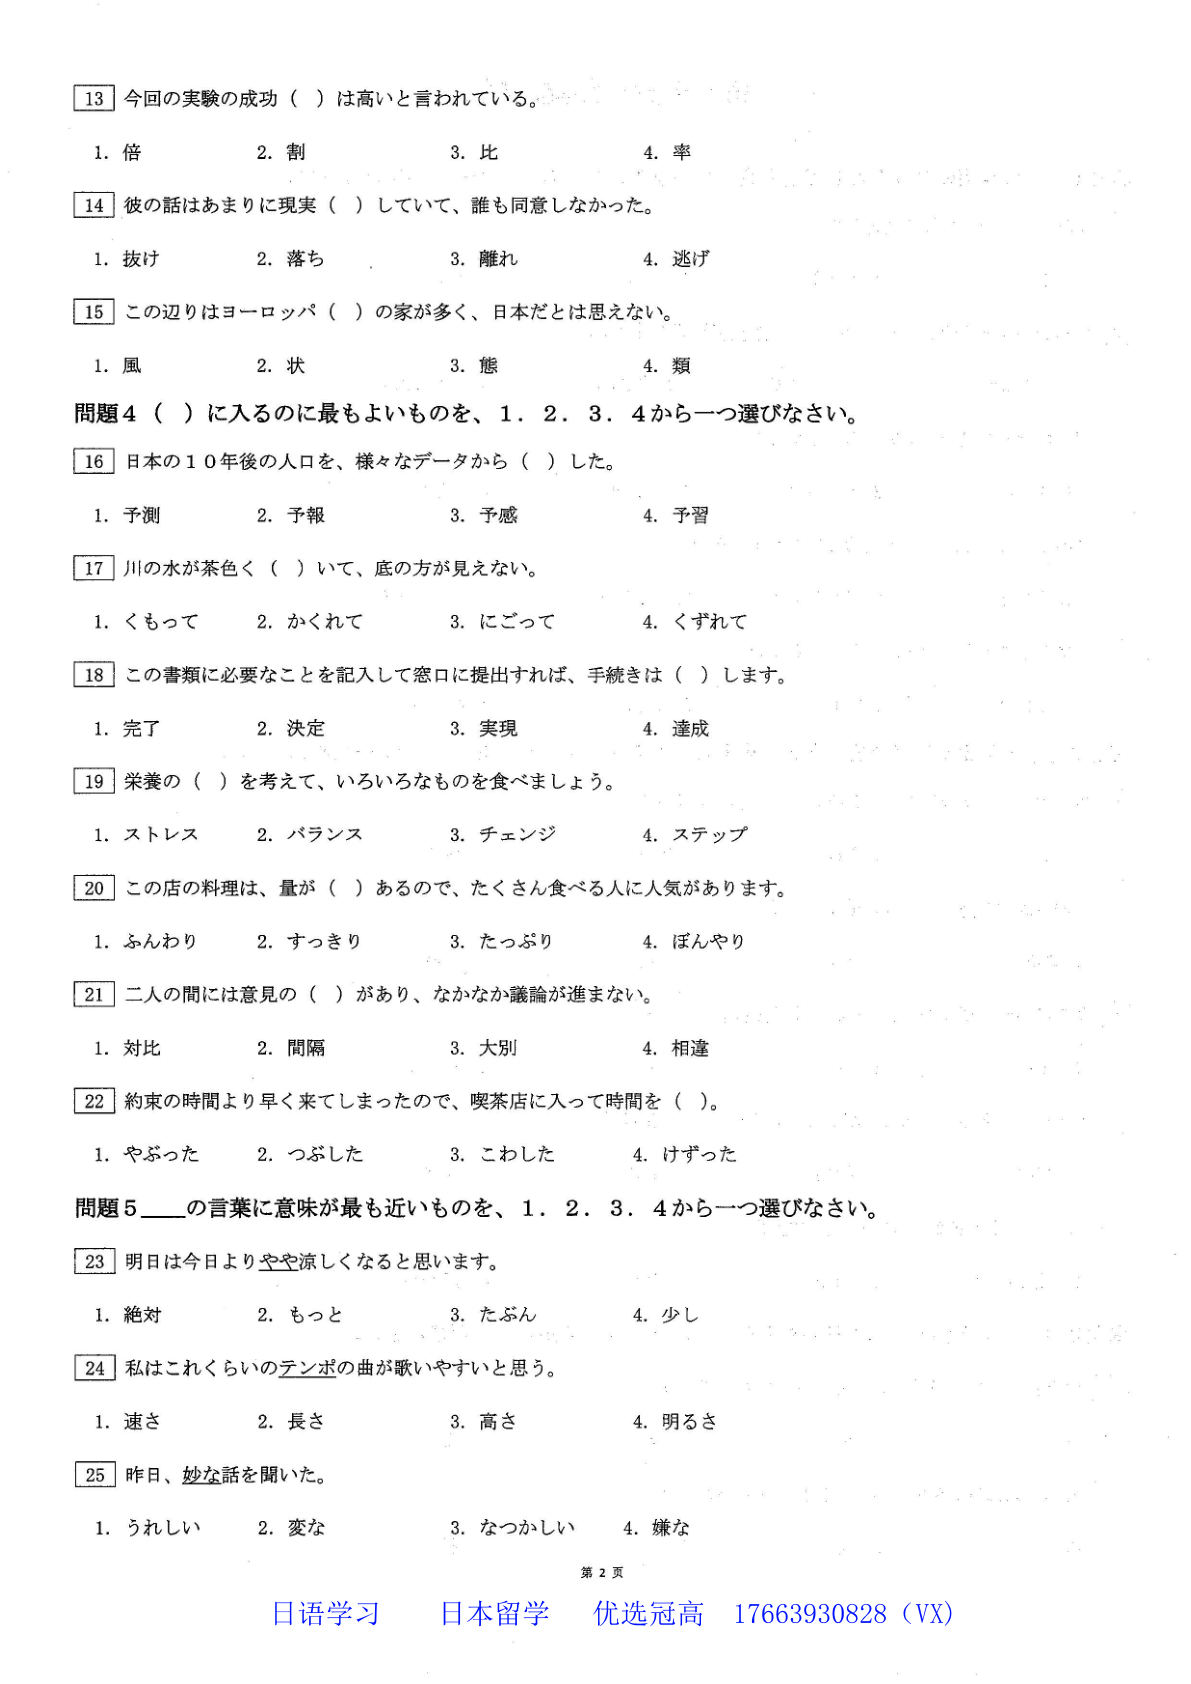 13 今回の実験の成功（　）は高いと言われている。
1. 倍 2. 割 3. 比 4. 率
14 彼の話はあまりに現実（　）していて、誰も同意しなかった。
1. 抜け 2. 落ち 3. 離れ 4. 逃げ
15 この辺りはヨーロッパ（　）の家が多く、日本だとは思えない。
1. 風 2. 状 3. 態 4. 類
問題４（　）に入るのに最もよいものを、１．２．３．４から一つ選びなさい。
16 日本の１０年後の人口を、様々なデータから（　）した。
1. 予測 2. 予報 3. 予感 4. 予習
17 川の水が茶色く（　）いて、底の方が見えない。
1. くもって 2. かくれて 3. にごって 4. くずれて
18 この書類に必要なことを記入して窓口に提出すれば、手続きは（　）します。
1. 完了 2. 決定 3. 実現 4. 達成
19 栄養の（　）を考えて、いろいろなものを食べましょう。
1. ストレス 2. バランス 3. チェンジ 4. ステップ
20 この店の料理は、量が（　）あるので、たくさん食べる人に人気があります。
1. ふんわり 2. すっきり 3. たっぷり 4. ぼんやり
21 二人の間には意見の（　）があり、なかなか議論が進まない。
1. 対比 2. 間隔 3. 大別 4. 相違
22 約束の時間より早く来てしまったので、喫茶店に入って時間を（　）。
1. やぶった 2. つぶした 3. こわした 4. けずった
問題５____の言葉に意味が最も近いものを、１．２．３．４から一つ選びなさい。
23 明日は今日よりやや涼しくなると思います。
1. 絶対 2. もっと 3. たぶん 4. 少し
24 私はこれくらいのテンポの曲が歌いやすいと思う。
1. 速さ 2. 長さ 3. 高さ 4. 明るさ
25 昨日、妙な話を聞いた。
1. うれしい 2. 変な 3. なつかしい 4. 嫌な
第 2 页
日语学习 日本留学 优选冠高 17663930828（VX)